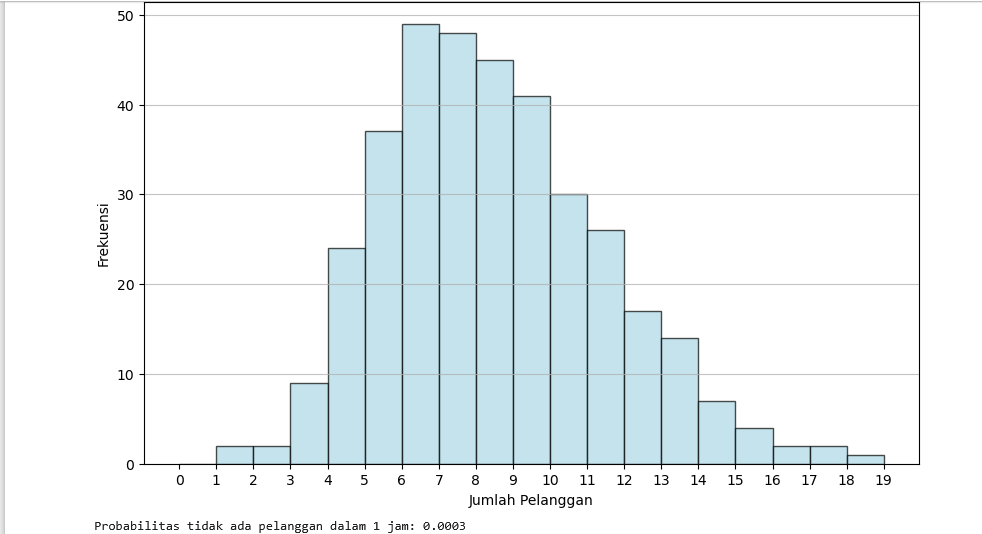 50
40
30
20
10
0
Frekuensi
0 1 2 3 4 5 6 7 8 9 10 11 12 13 14 15 16 17 18 19
Jumlah Pelanggan
Probabilitas tidak ada pelanggan dalam 1 jam: 0.0003